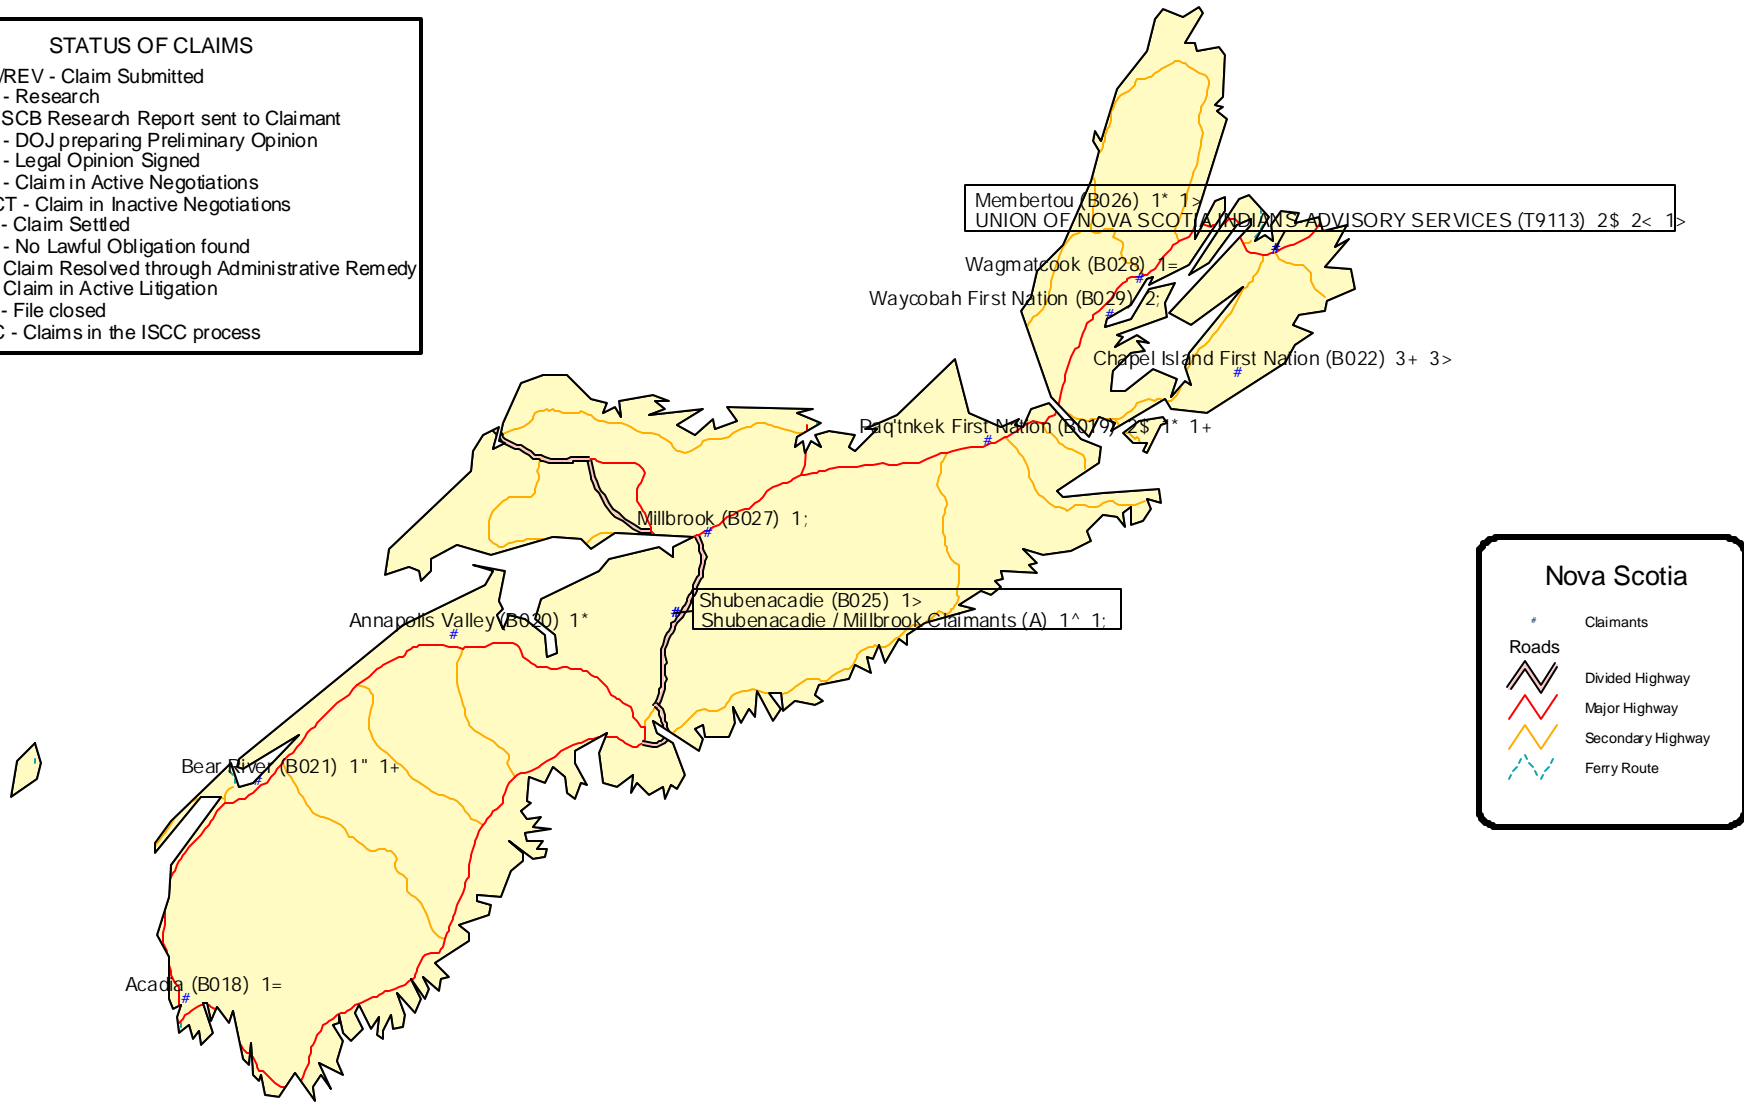 STATUS OF CLAIMS
/REV - Claim Submitted
- Research
SCB Research Report sent to Claimant
- DOJ preparing Preliminary Opinion
- Legal Opinion Signed
- Claim in Active Negotiations
CT - Claim in Inactive Negotiations
- Claim Settled
- No Lawful Obligation found
Claim Resolved through Administrative Remedy
Claim in Active Litigation
- File closed
C - Claims in the ISCC process
Membertou (B026) 1* 1>
UNION OF NOVA SCOTIA INDIANS ADVISORY SERVICES (T9113) 2$ 2< 1>
Wagmatcook (B028) 1=
Waycobah First Nation (B029) 2;
Chapel Island First Nation (B022) 3+ 3>
Paq'tnkek First Nation (B019) 2$ 1* 1+
Millbrook (B027) 1;
Shubenacadie (B025) 1>
Shubenacadie / Millbrook Claimants (A) 1^ 1;
Annapolis Valley (B020) 1*
Bear River (B021) 1" 1+
Acadia (B018) 1=
Nova Scotia
# Claimants
Roads
Divided Highway
Major Highway
Secondary Highway
Ferry Route